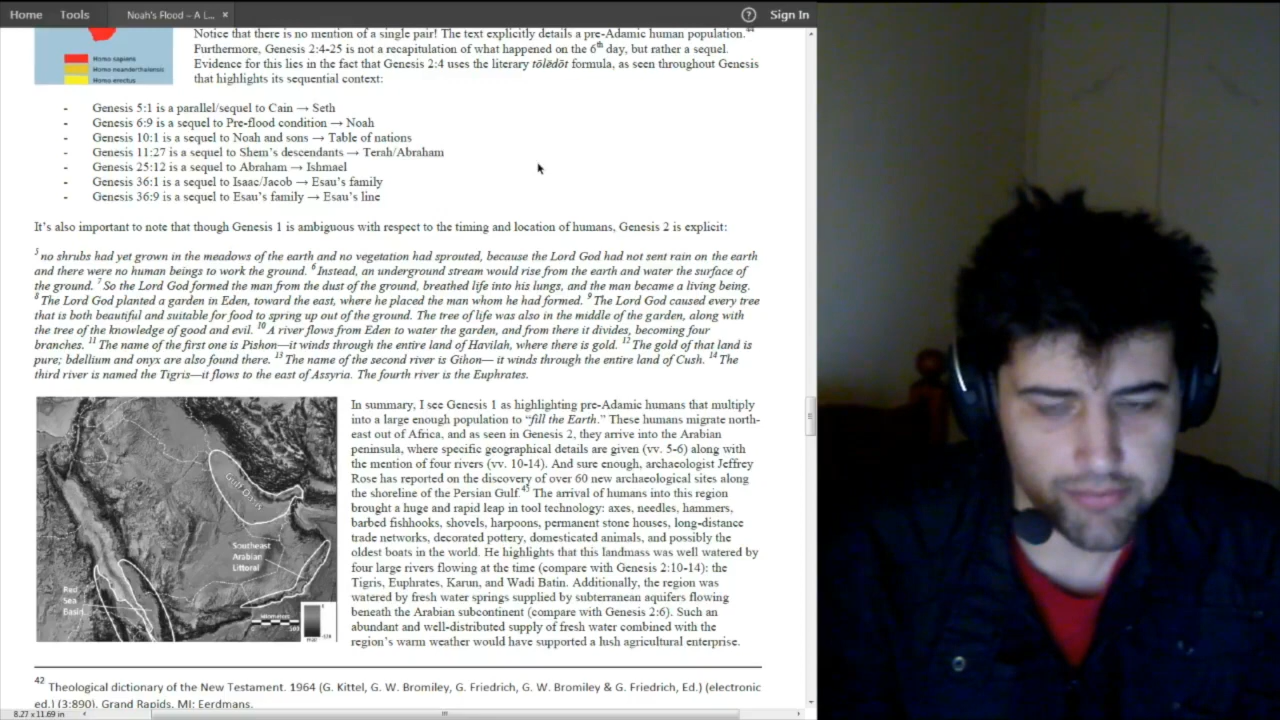 Home Tools Noah's Flood – A L... × ? Sign In
Notice that there is no mention of a single pair! The text explicitly details a pre-Adamic human population.44
Furthermore, Genesis 2:4-25 is not a recapitulation of what happened on the 6th day, but rather a sequel.
Evidence for this lies in the fact that Genesis 2:4 uses the literary tōlēdōt formula, as seen throughout Genesis
that highlights its sequential context:
Homo sapiens
Homo neanderthalensis
Homo erectus
- Genesis 5:1 is a parallel/sequel to Cain → Seth
- Genesis 6:9 is a sequel to Pre-flood condition → Noah
- Genesis 10:1 is a sequel to Noah and sons → Table of nations
- Genesis 11:27 is a sequel to Shem's descendants → Terah/Abraham
- Genesis 25:12 is a sequel to Abraham → Ishmael
- Genesis 36:1 is a sequel to Isaac/Jacob → Esau's family
- Genesis 36:9 is a sequel to Esau's family → Esau's line
It's also important to note that though Genesis 1 is ambiguous with respect to the timing and location of humans, Genesis 2 is explicit:
5 no shrubs had yet grown in the meadows of the earth and no vegetation had sprouted, because the Lord God had not sent rain on the earth
and there were no human beings to work the ground. 6 Instead, an underground stream would rise from the earth and water the surface of
the ground. 7 So the Lord God formed the man from the dust of the ground, breathed life into his lungs, and the man became a living being.
8 The Lord God planted a garden in Eden, toward the east, where he placed the man whom he had formed. 9 The Lord God caused every tree
that is both beautiful and suitable for food to spring up out of the ground. The tree of life was also in the middle of the garden, along with
the tree of the knowledge of good and evil. 10 A river flows from Eden to water the garden, and from there it divides, becoming four
branches. 11 The name of the first one is Pishon—it winds through the entire land of Havilah, where there is gold. 12 The gold of that land is
pure; bdellium and onyx are also found there. 13 The name of the second river is Gihon— it winds through the entire land of Cush. 14 The
third river is named the Tigris—it flows to the east of Assyria. The fourth river is the Euphrates.
Gulf Oasis
Southeast
Arabian
Littoral
Red
Sea
Basin
In summary, I see Genesis 1 as highlighting pre-Adamic humans that multiply
into a large enough population to “fill the Earth.” These humans migrate north-
east out of Africa, and as seen in Genesis 2, they arrive into the Arabian
peninsula, where specific geographical details are given (vv. 5-6) along with
the mention of four rivers (vv. 10-14). And sure enough, archaeologist Jeffrey
Rose has reported on the discovery of over 60 new archaeological sites along
the shoreline of the Persian Gulf.45 The arrival of humans into this region
brought a huge and rapid leap in tool technology: axes, needles, hammers,
barbed fishhooks, shovels, harpoons, permanent stone houses, long-distance
trade networks, decorated pottery, domesticated animals, and possibly the
oldest boats in the world. He highlights that this landmass was well watered by
four large rivers flowing at the time (compare with Genesis 2:10-14): the
Tigris, Euphrates, Karun, and Wadi Batin. Additionally, the region was
watered by fresh water springs supplied by subterranean aquifers flowing
beneath the Arabian subcontinent (compare with Genesis 2:6). Such an
abundant and well-distributed supply of fresh water combined with the
region's warm weather would have supported a lush agricultural enterprise.
42 Theological dictionary of the New Testament. 1964 (G. Kittel, G. W. Bromiley, G. Friedrich, G. W. Bromiley & G. Friedrich, Ed.) (electronic
ed.) (3:890). Grand Rapids, MI: Eerdmans.
8.27 x 11.69 in